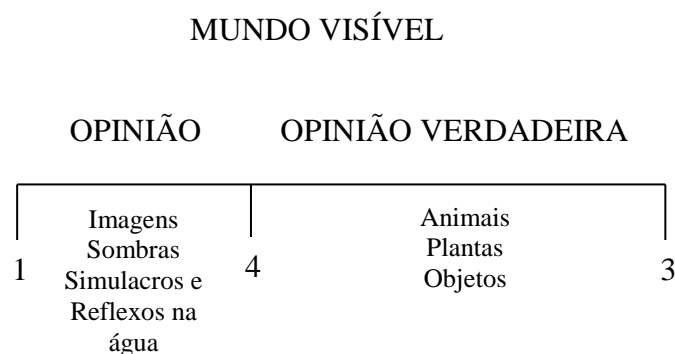 MUNDO VISÍVEL
OPINIÃO OPINIÃO VERDADEIRA
Imagens
Sombras
Simulacros e
Reflexos na
água
Animais
Plantas
Objetos
1 4 3